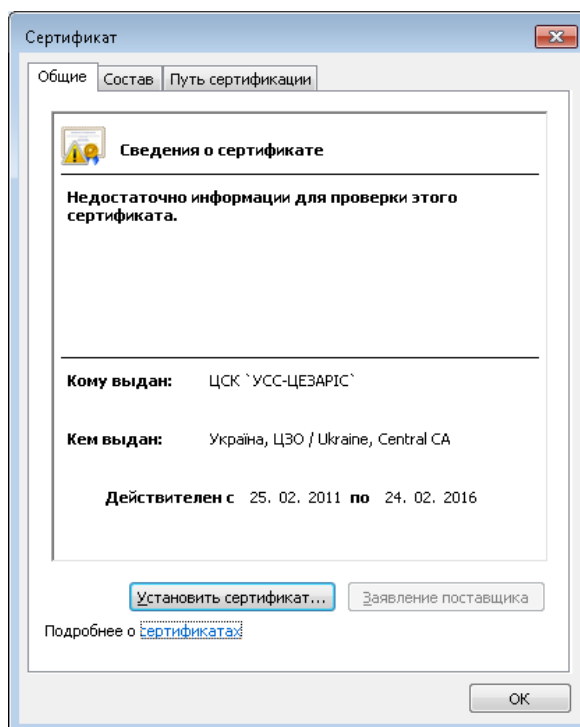 Сертификат
Общие Состав Путь сертификации
Сведения о сертификате
Недостаточно информации для проверки этого
сертификата.
Кому выдан: ЦСК `УСС-ЦЕЗАРІС`
Кем выдан: Україна, ЦЗО / Ukraine, Central CA
Действителен с 25. 02. 2011 по 24. 02. 2016
Установить сертификат... Заявление поставщика
Подробнее о сертификатах
ОК